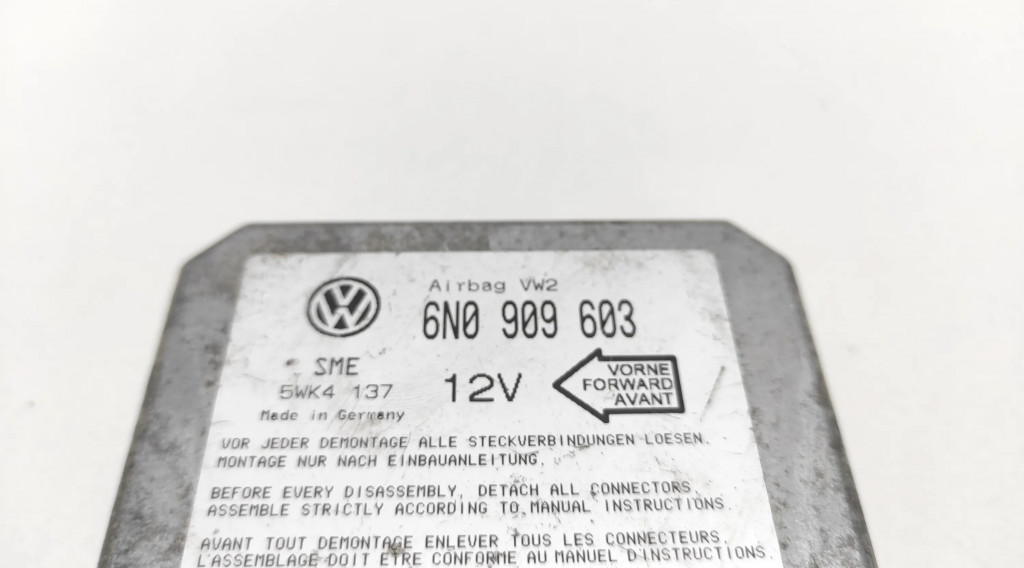 Airbag VW2
6N0 909 603
SME
5WK4 137
Made in Germany
12V
VORNE
FORWARD
AVANT
VOR JEDER DEMONTAGE ALLE STECKVERBINDUNGEN LOESEN.
MONTAGE NUR NACH EINBAUANLEITUNG.
BEFORE EVERY DISASSEMBLY, DETACH ALL CONNECTORS.
ASSEMBLE STRICTLY ACCORDING TO MANUAL INSTRUCTIONS.
AVANT TOUT DEMONTAGE ENLEVER TOUS LES CONNECTEURS.
L'ASSEMBLAGE DOIT ETRE CONFORME AU MANUEL D'INSTRUCTIONS.